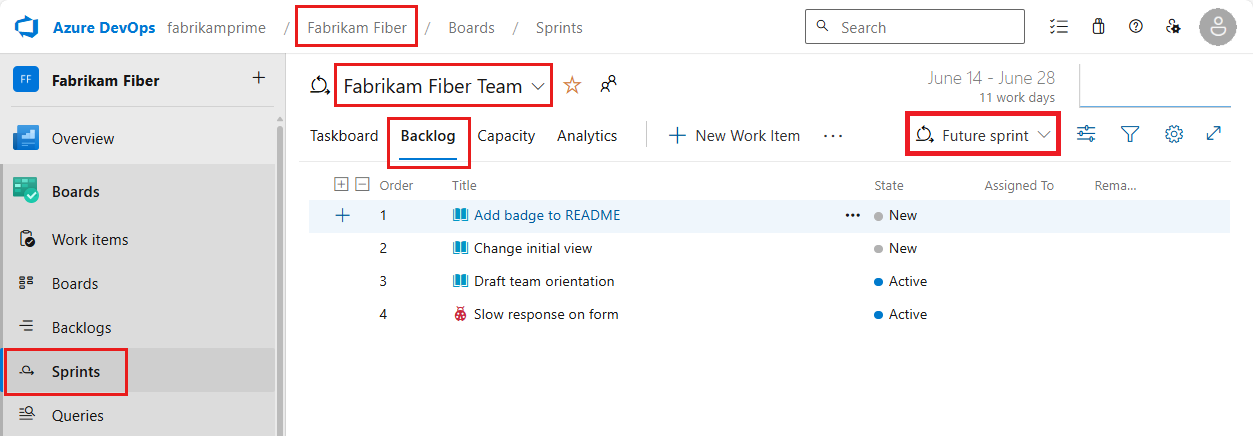 Azure DevOps fabrikamprime / Fabrikam Fiber / Boards / Sprints Search
FF Fabrikam Fiber +
Overview
Boards
Work items
Boards
Backlogs
Sprints
Queries
Fabrikam Fiber Team
June 14 - June 28
11 work days
Taskboard Backlog Capacity Analytics + New Work Item ... Future sprint
Order Title State Assigned To Rema...
1 Add badge to README ... New
2 Change initial view New
3 Draft team orientation Active
4 Slow response on form Active